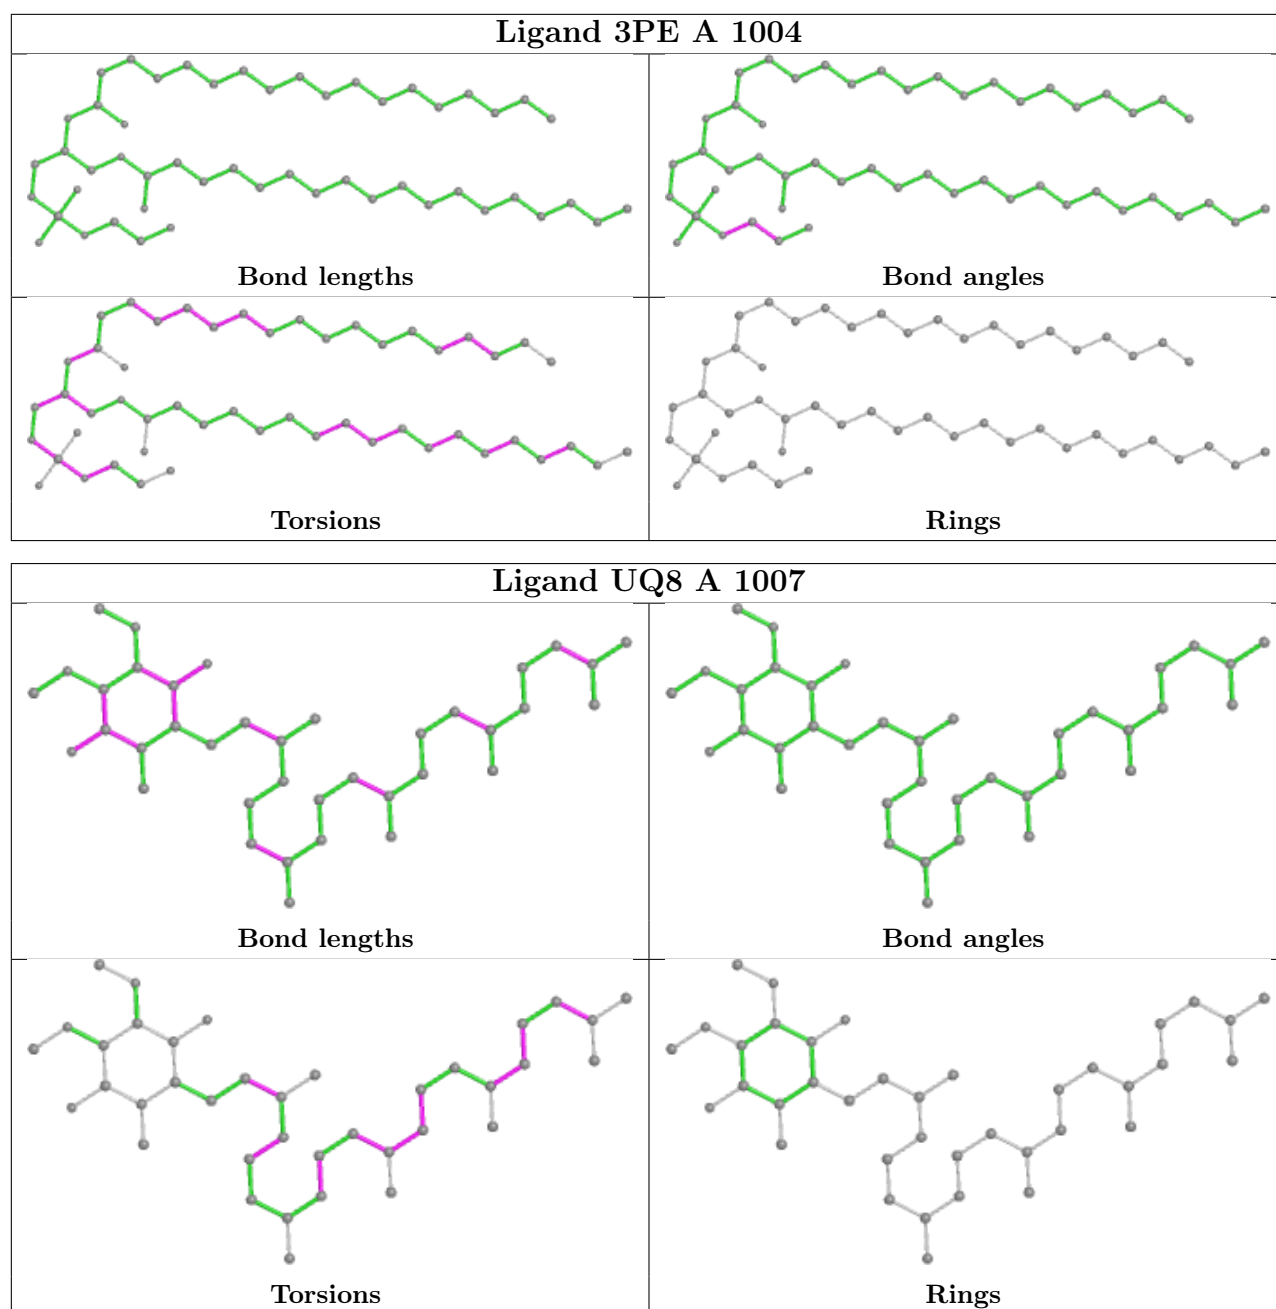 Ligand 3PE A 1004
Bond lengths
Bond angles
Torsions
Rings
Ligand UQ8 A 1007
Bond lengths
Bond angles
Torsions
Rings